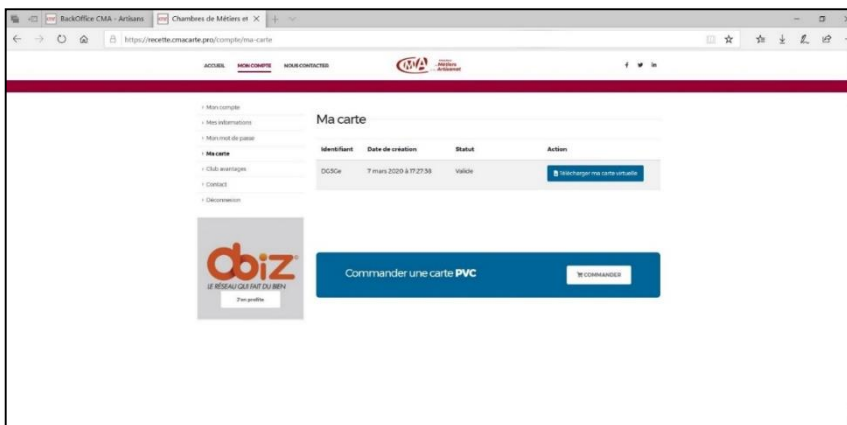 BackOffice CMA - Artisans
Chambres de Métiers et
https://recette.cmacarte.pro/compte/ma-carte
ACCUEIL MON COMPTE NOUS CONTACTER
CMA Métiers Artisanat
Mon compte
Mes informations
Mon mot de passe
Ma carte
Club avantages
Contact
Déconnexion
Ma carte
Identifiant Date de création Statut Action
DG3Ge 7 mars 2020 à 17:27:38 Valide Télécharger ma carte virtuelle
Obiz
LE RÉSEAU QUI FAIT DU BIEN
J'en profite
Commander une carte PVC
COMMANDER